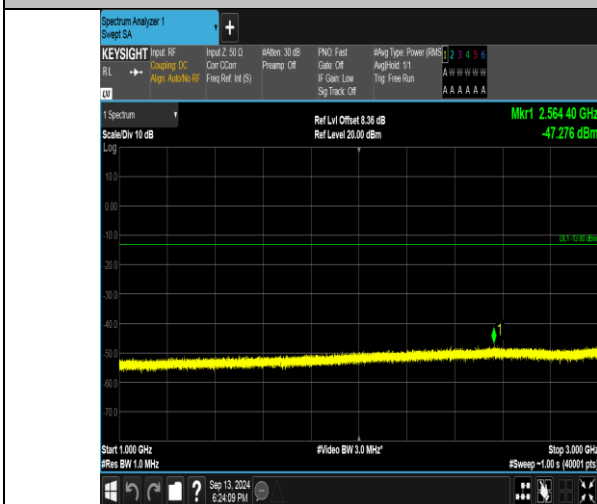 Spectrum Analyzer 1
Swept SA
+
KEYSIGHT Input: RF Input Z: 50 Ω #Atten: 30 dB PNO: Fast #Avg Type: Power (RMS 1 2 3 4 5 6
RL Coupling: DC Corr CCorr Preamp: Off Gate: Off Avg|Hold: 1/1 A W W W W W
Align: Auto/No RF Freq Ref: Int (S) IF Gain: Low Trig: Free Run
Sig Track: Off A A A A A A
1 Spectrum
Ref Lvl Offset 8.36 dB Mkr1 2.564 40 GHz
Scale/Div 10 dB Ref Level 20.00 dBm -47.276 dBm
Log
10.0
0.00
-10.0
DL1 -13.00 dBm
-20.0
-30.0
-40.0
1
-50.0
-60.0
-70.0
Start 1.000 GHz #Video BW 3.0 MHz* Stop 3.000 GHz
#Res BW 1.0 MHz #Sweep ~1.00 s (40001 pts)
? Sep 13, 2024
6:24:09 PM